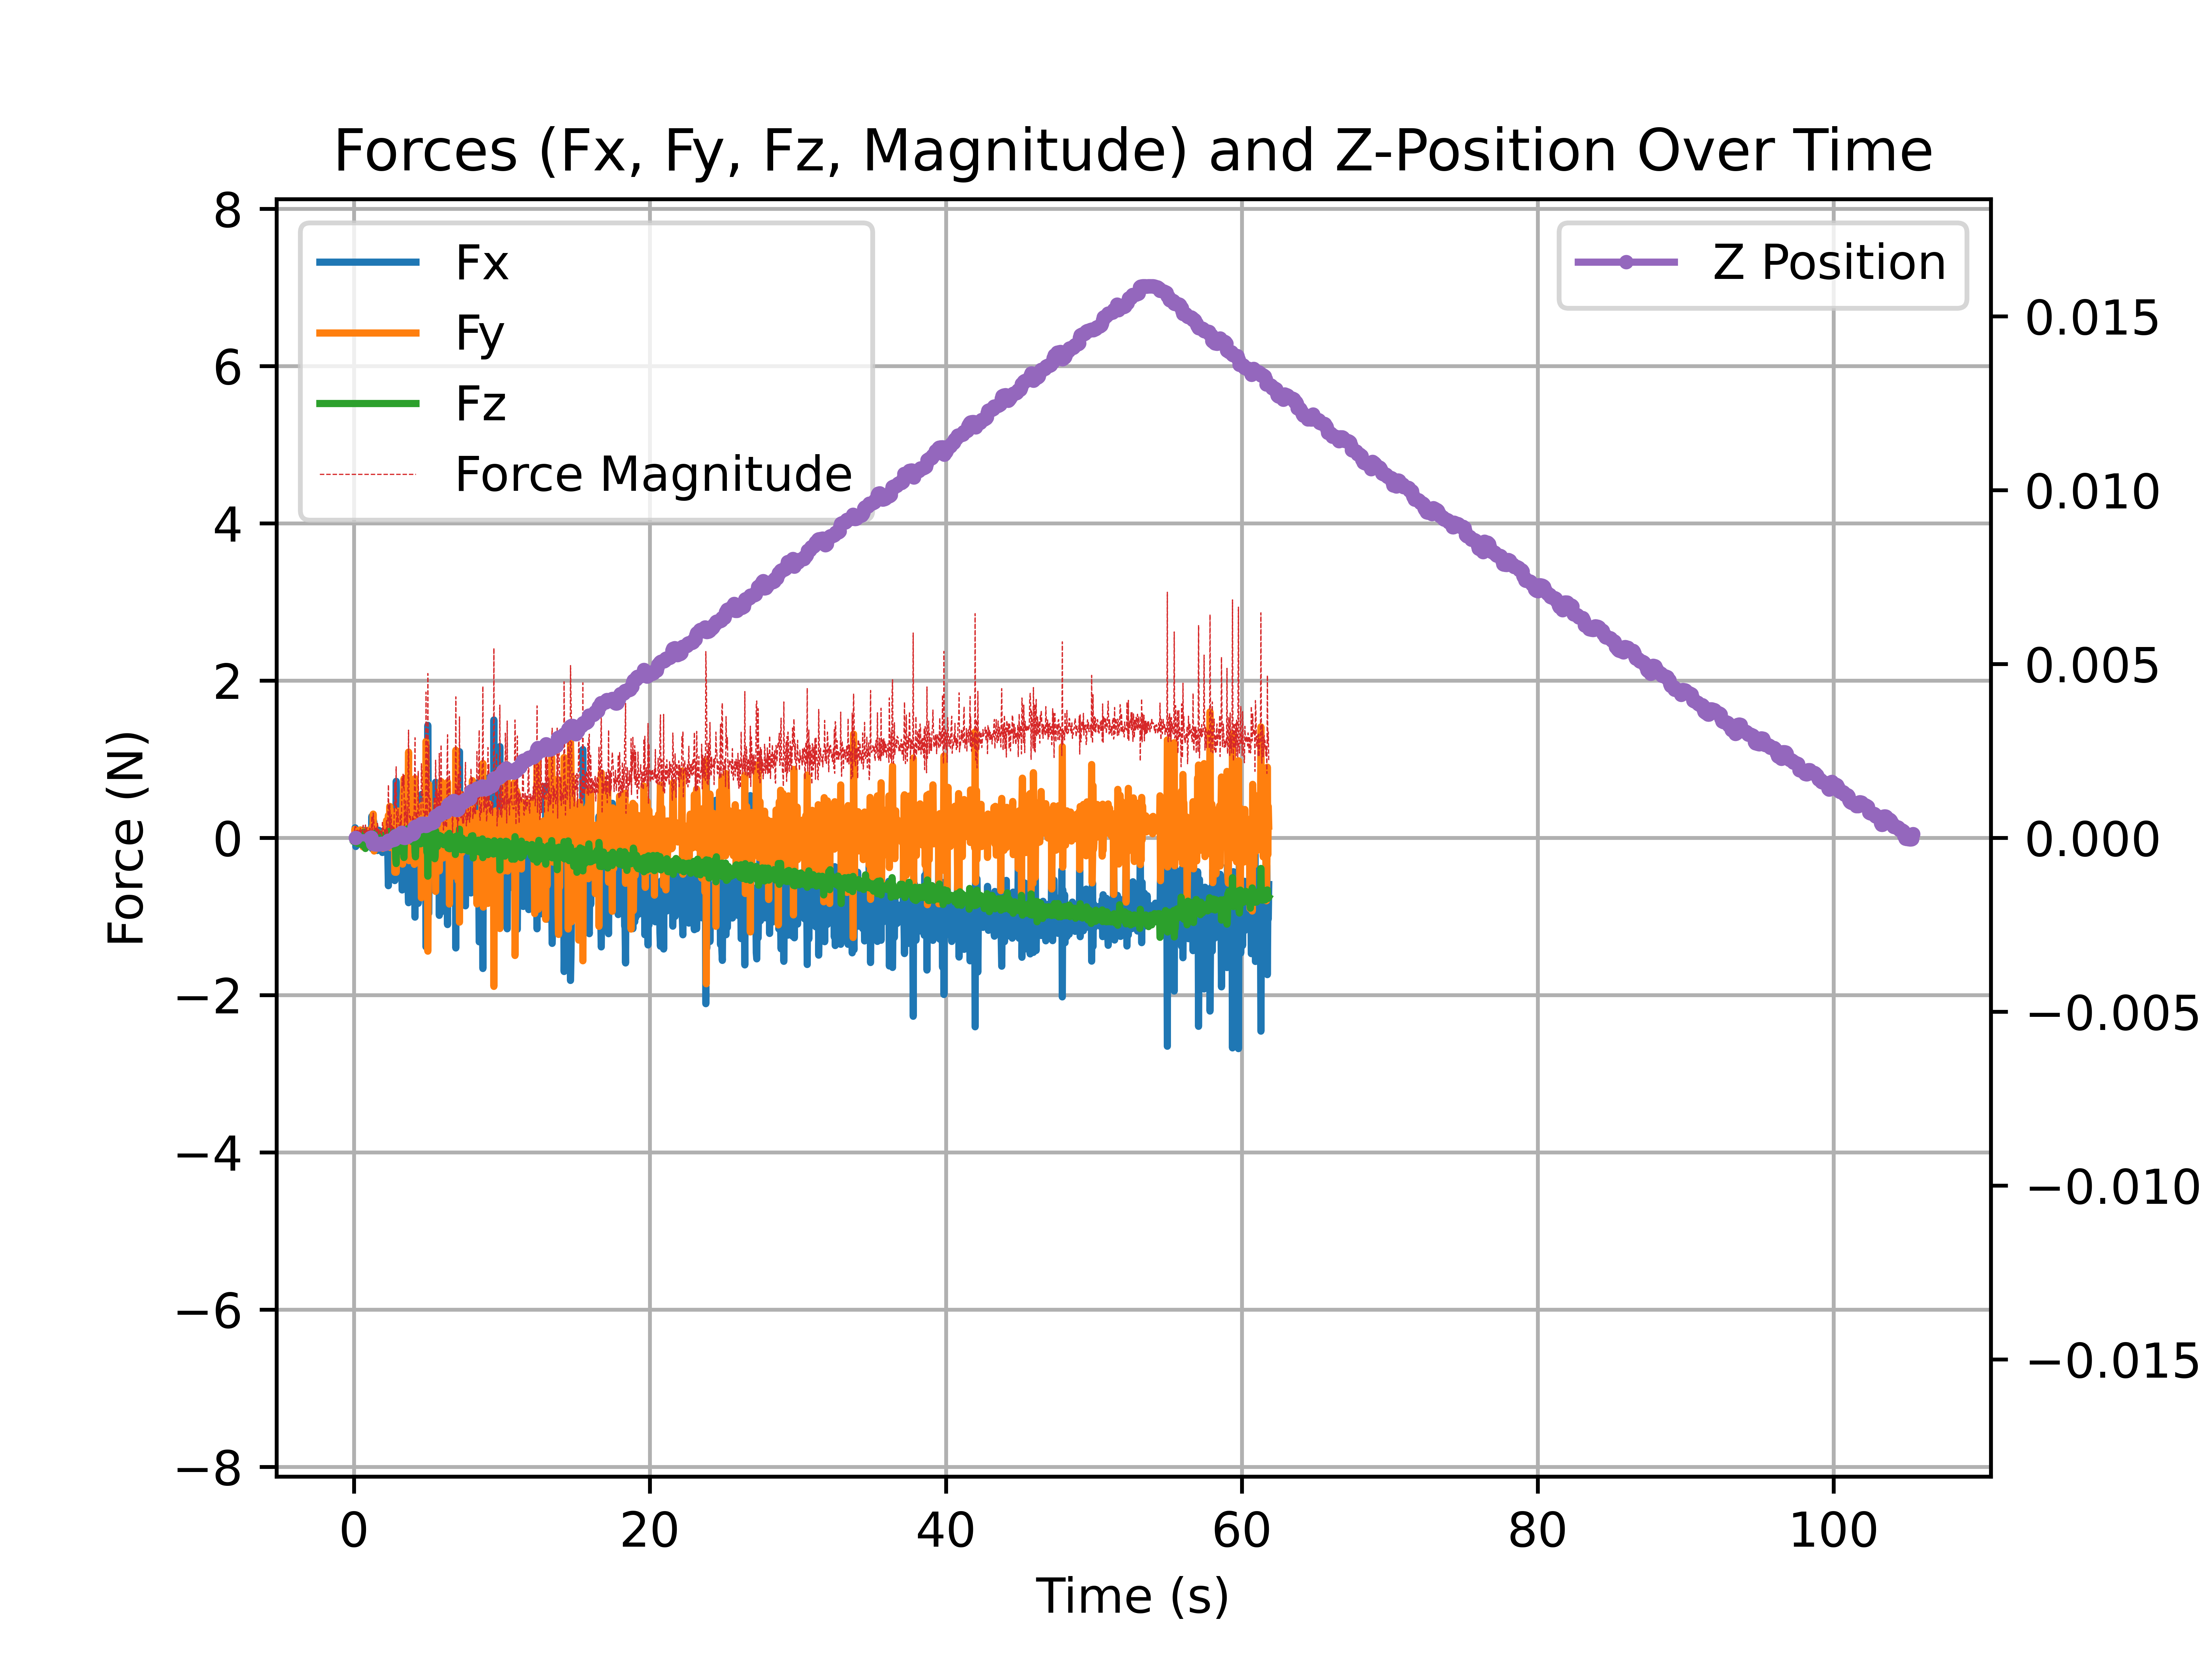 Forces (Fx, Fy, Fz, Magnitude) and Z-Position Over Time
Fx
Fy
Fz
Force Magnitude
Z Position
8
6
4
2
0
−2
−4
−6
−8
Force (N)
0.015
0.010
0.005
0.000
−0.005
−0.010
−0.015
0 20 40 60 80 100
Time (s)